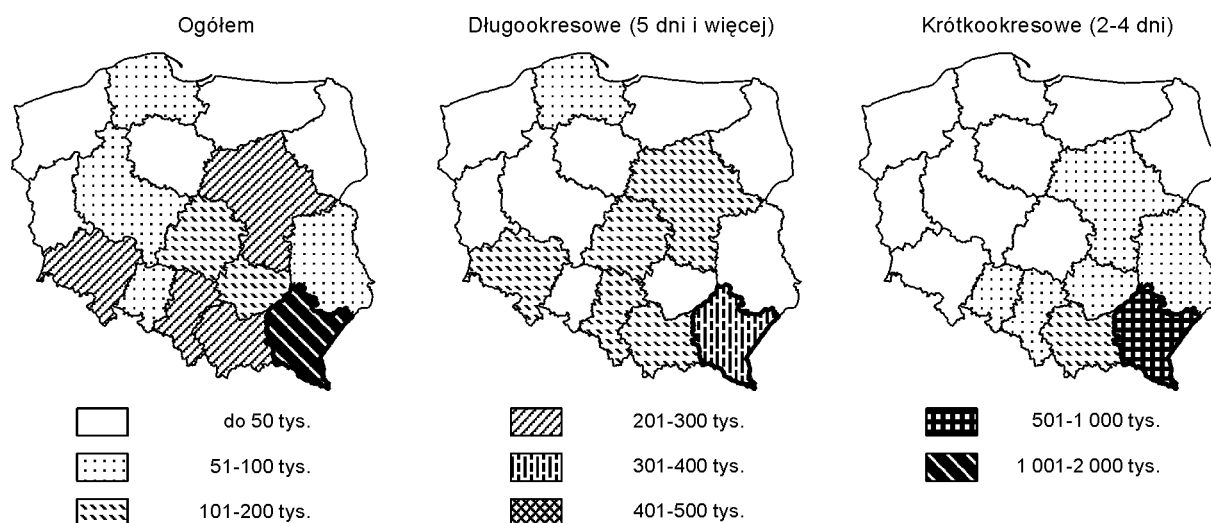 Ogółem
Długookresowe (5 dni i więcej)
Krótkookresowe (2-4 dni)
do 50 tys.
51-100 tys.
101-200 tys.
201-300 tys.
301-400 tys.
401-500 tys.
501-1 000 tys.
1 001-2 000 tys.